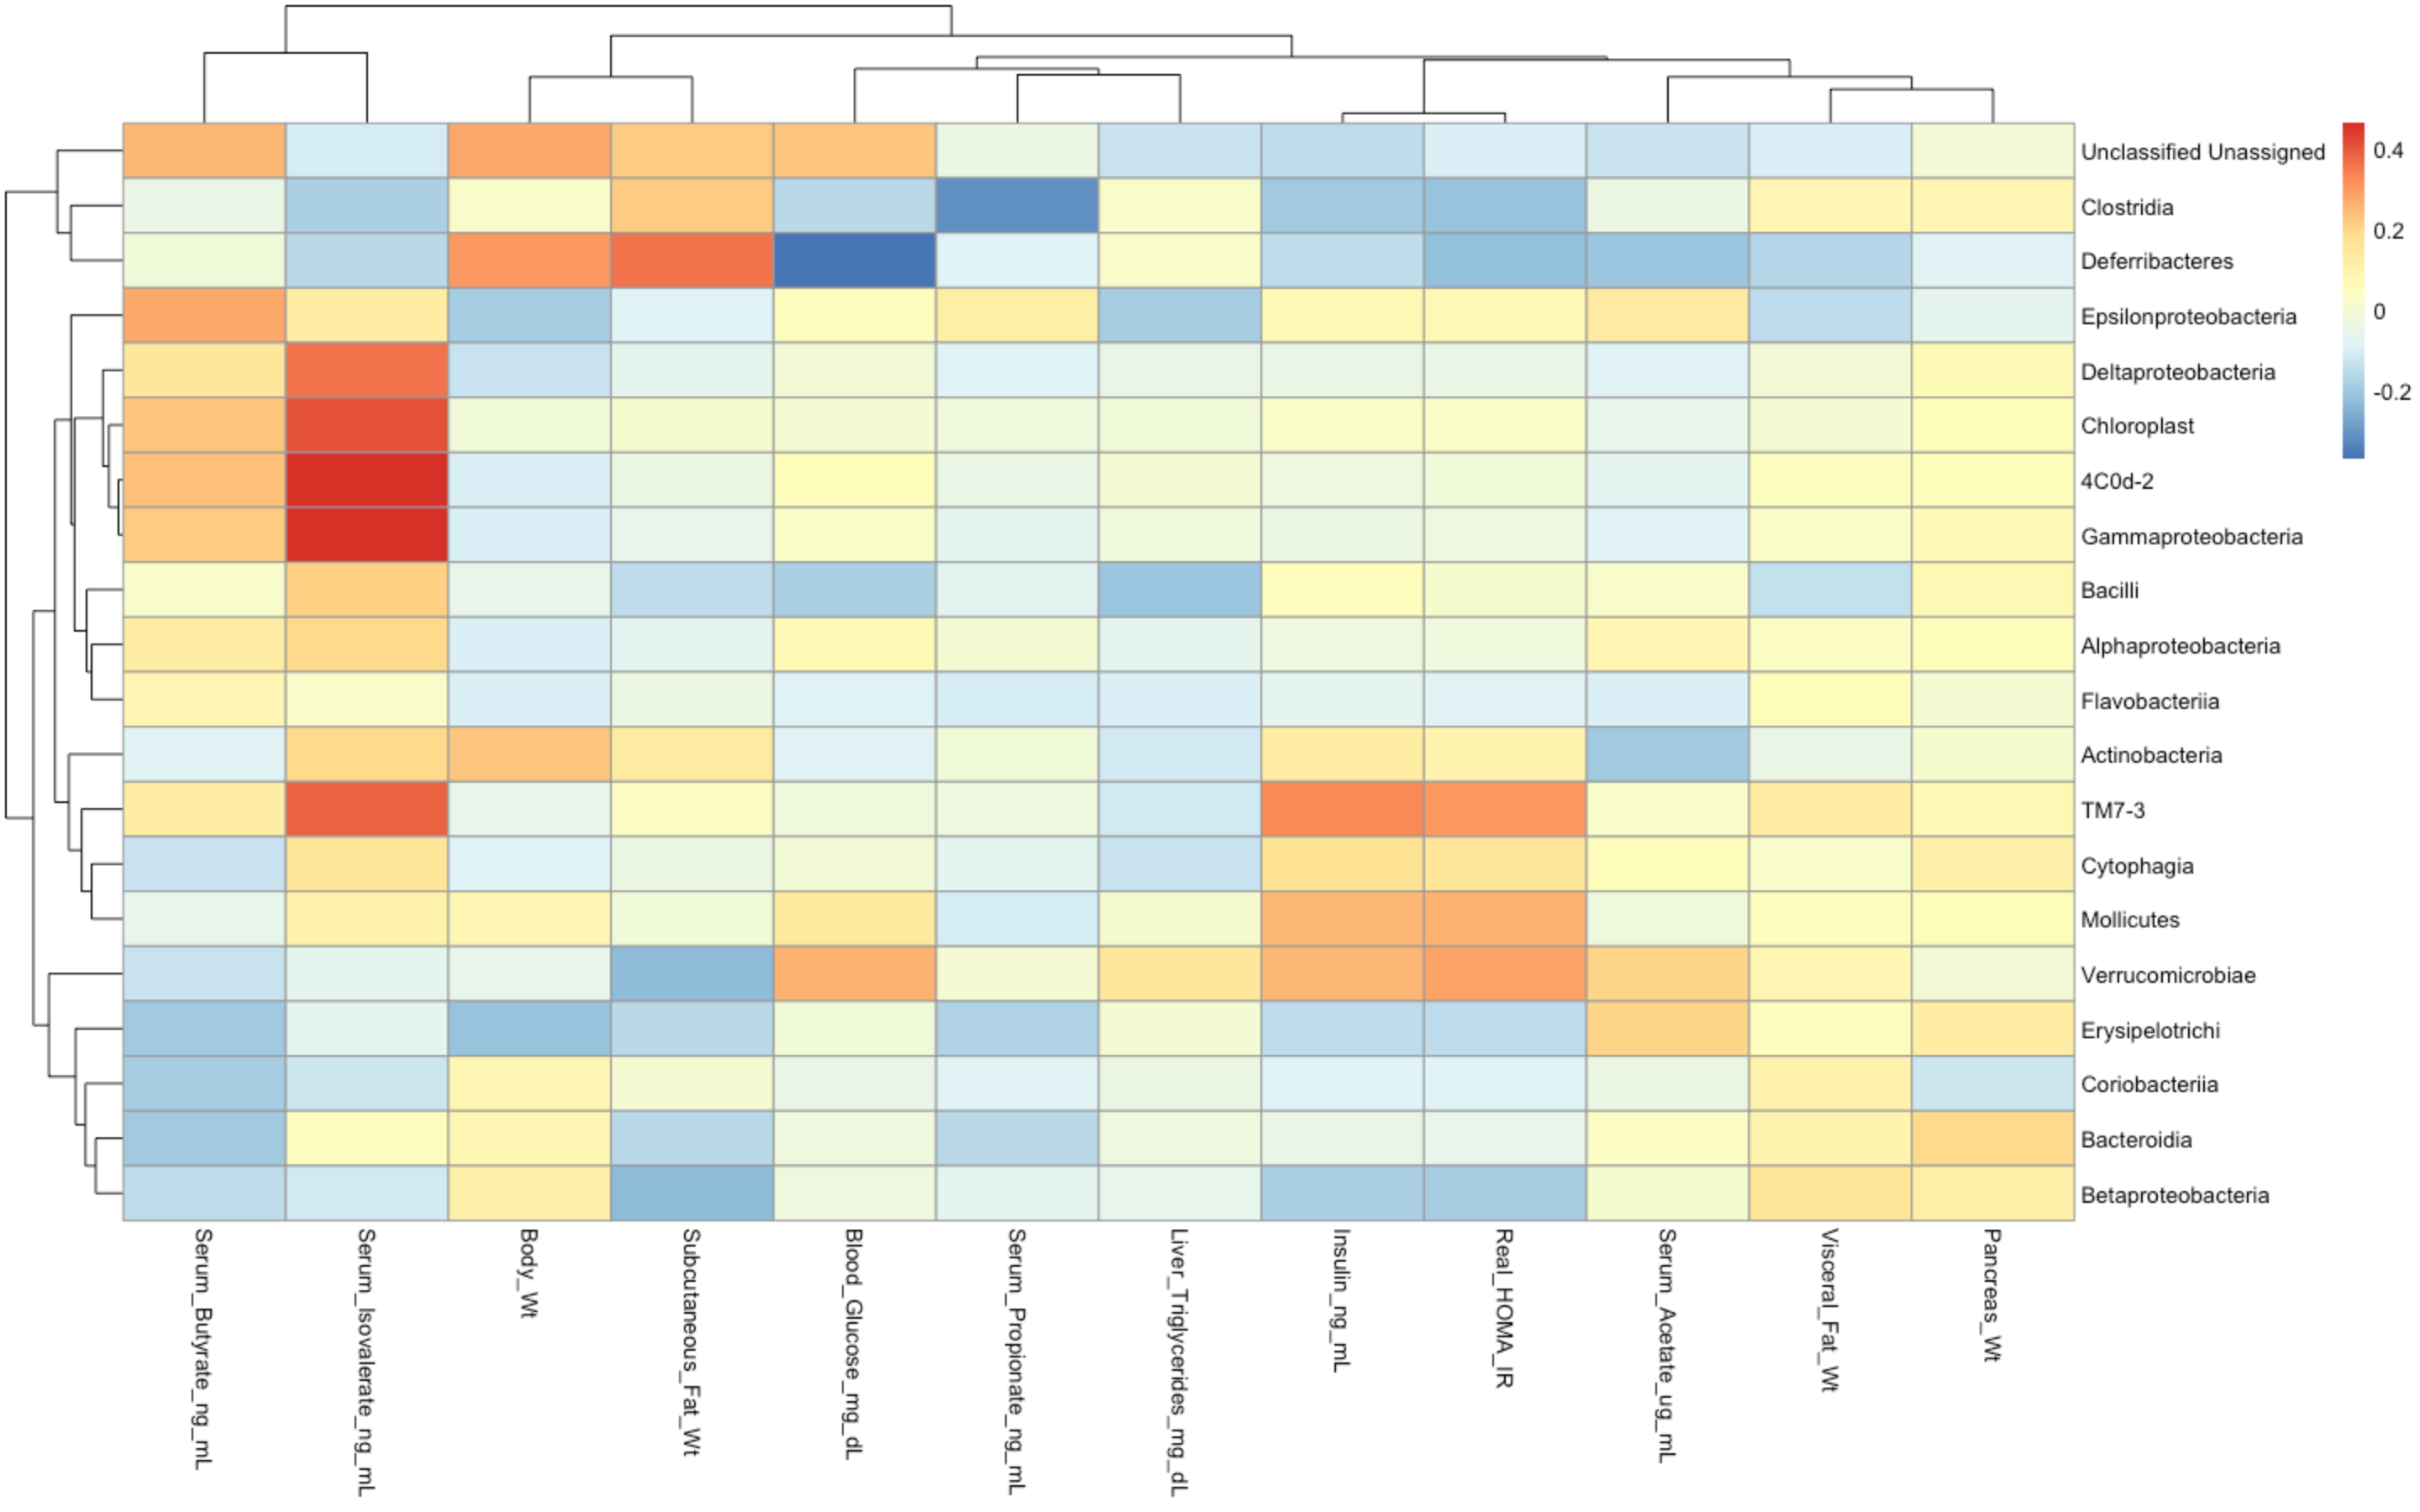 Unclassified Unassigned
Clostridia
Deferribacteres
Epsilonproteobacteria
Deltaproteobacteria
Chloroplast
4C0d-2
Gammaproteobacteria
Bacilli
Alphaproteobacteria
Flavobacteriia
Actinobacteria
TM7-3
Cytophagia
Mollicutes
Verrucomicrobiae
Erysipelotrichi
Coriobacteriia
Bacteroidia
Betaproteobacteria
0.4
0.2
0
-0.2
Serum_Butyrate_ng_mL
Serum_Isovalerate_ng_mL
Body_Wt
Subcutaneous_Fat_Wt
Blood_Glucose_mg_dL
Serum_Propionate_ng_mL
Liver_Triglycerides_mg_dL
Insulin_ng_mL
Real_HOMA_IR
Serum_Acetate_ug_mL
Visceral_Fat_Wt
Pancreas_Wt